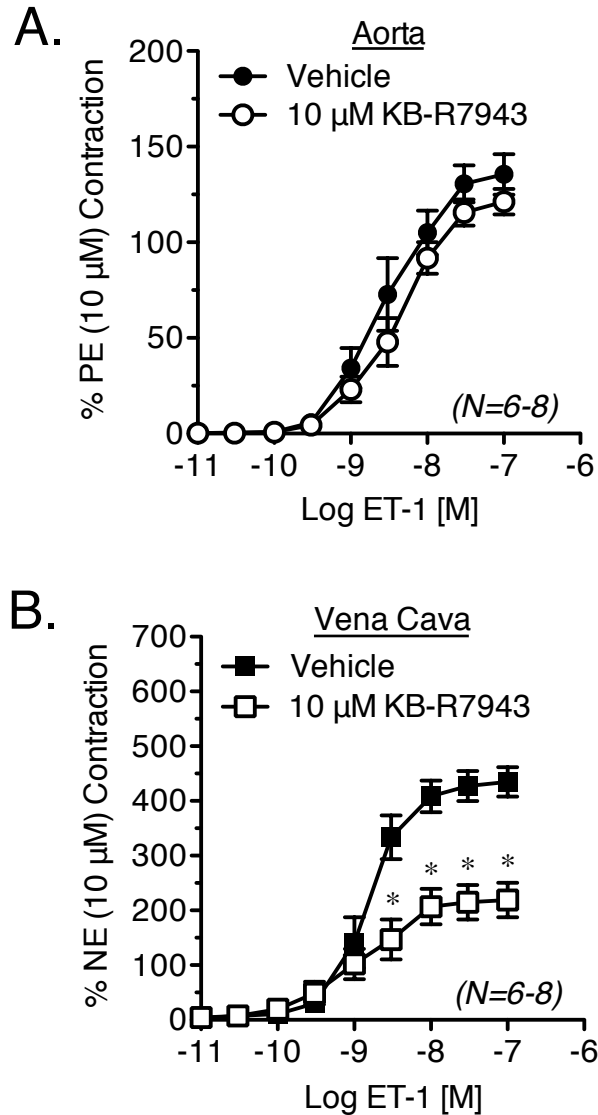 A.
Aorta
Vehicle
10 µM KB-R7943
% PE (10 µM) Contraction
200
150
100
50
0
(N=6-8)
-11 -10 -9 -8 -7 -6
Log ET-1 [M]
B.
Vena Cava
Vehicle
10 µM KB-R7943
% NE (10 µM) Contraction
700
600
500
400
300
200
100
0
* * * *
(N=6-8)
-11 -10 -9 -8 -7 -6
Log ET-1 [M]